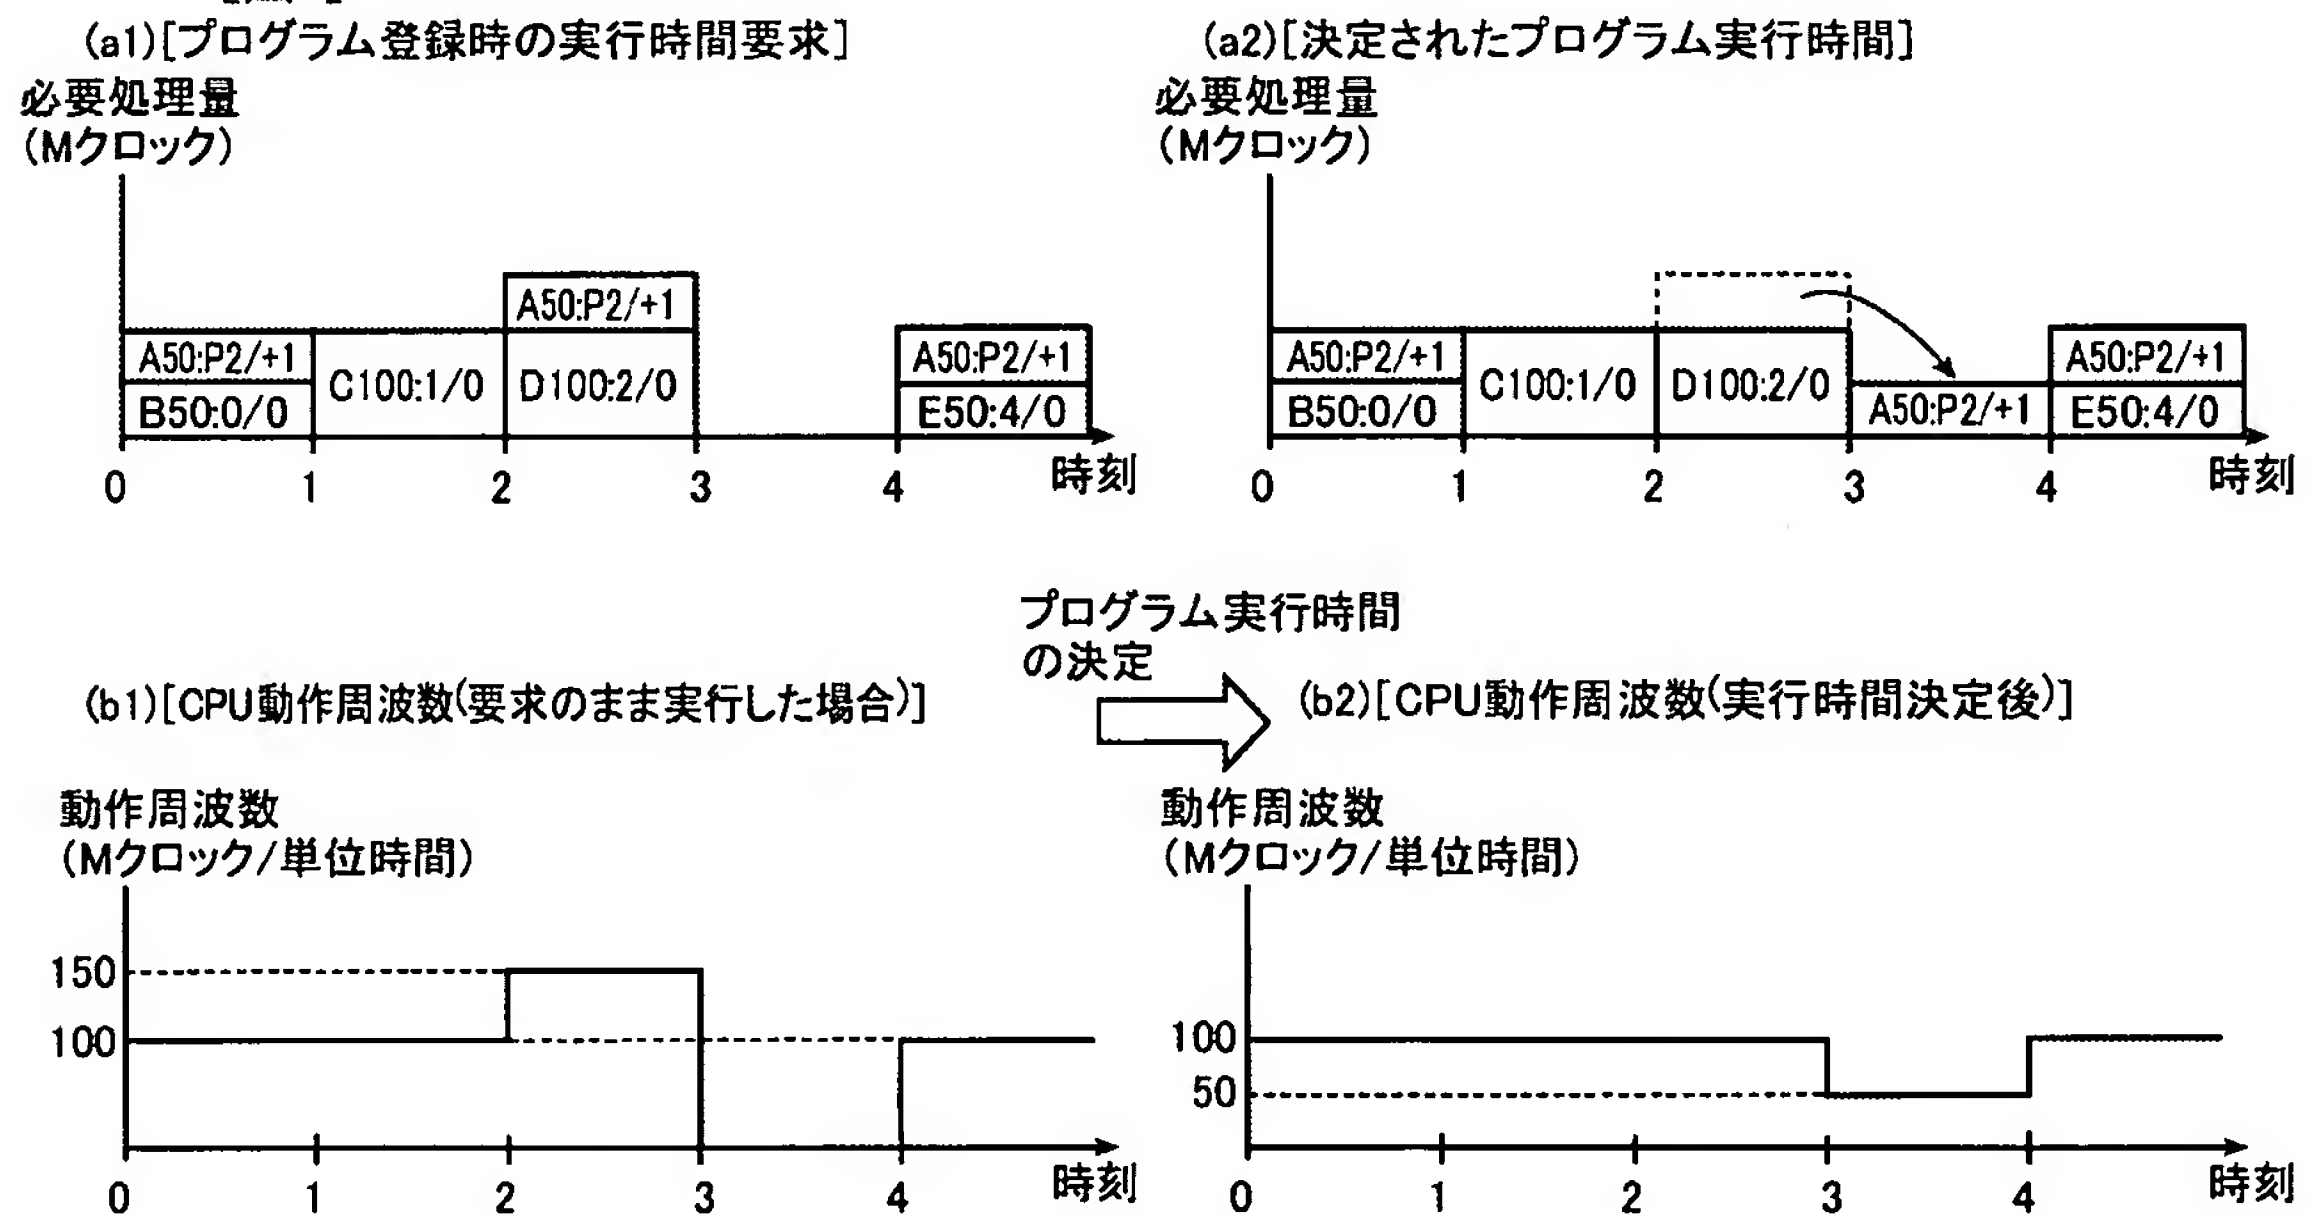 (a1)[プログラム登録時の実行時間要求]
必要処理量
(Mクロック)
A50:P2/+1
A50:P2/+1
B50:0/0
C100:1/0
D100:2/0
A50:P2/+1
E50:4/0
0 1 2 3 4 時刻
(a2)[決定されたプログラム実行時間]
必要処理量
(Mクロック)
A50:P2/+1
B50:0/0
C100:1/0
D100:2/0
A50:P2/+1
A50:P2/+1
E50:4/0
0 1 2 3 4 時刻
プログラム実行時間
の決定
(b1)[CPU動作周波数(要求のまま実行した場合)]
動作周波数
(Mクロック/単位時間)
150
100
0 1 2 3 4 時刻
(b2)[CPU動作周波数(実行時間決定後)]
動作周波数
(Mクロック/単位時間)
100
50
0 1 2 3 4 時刻